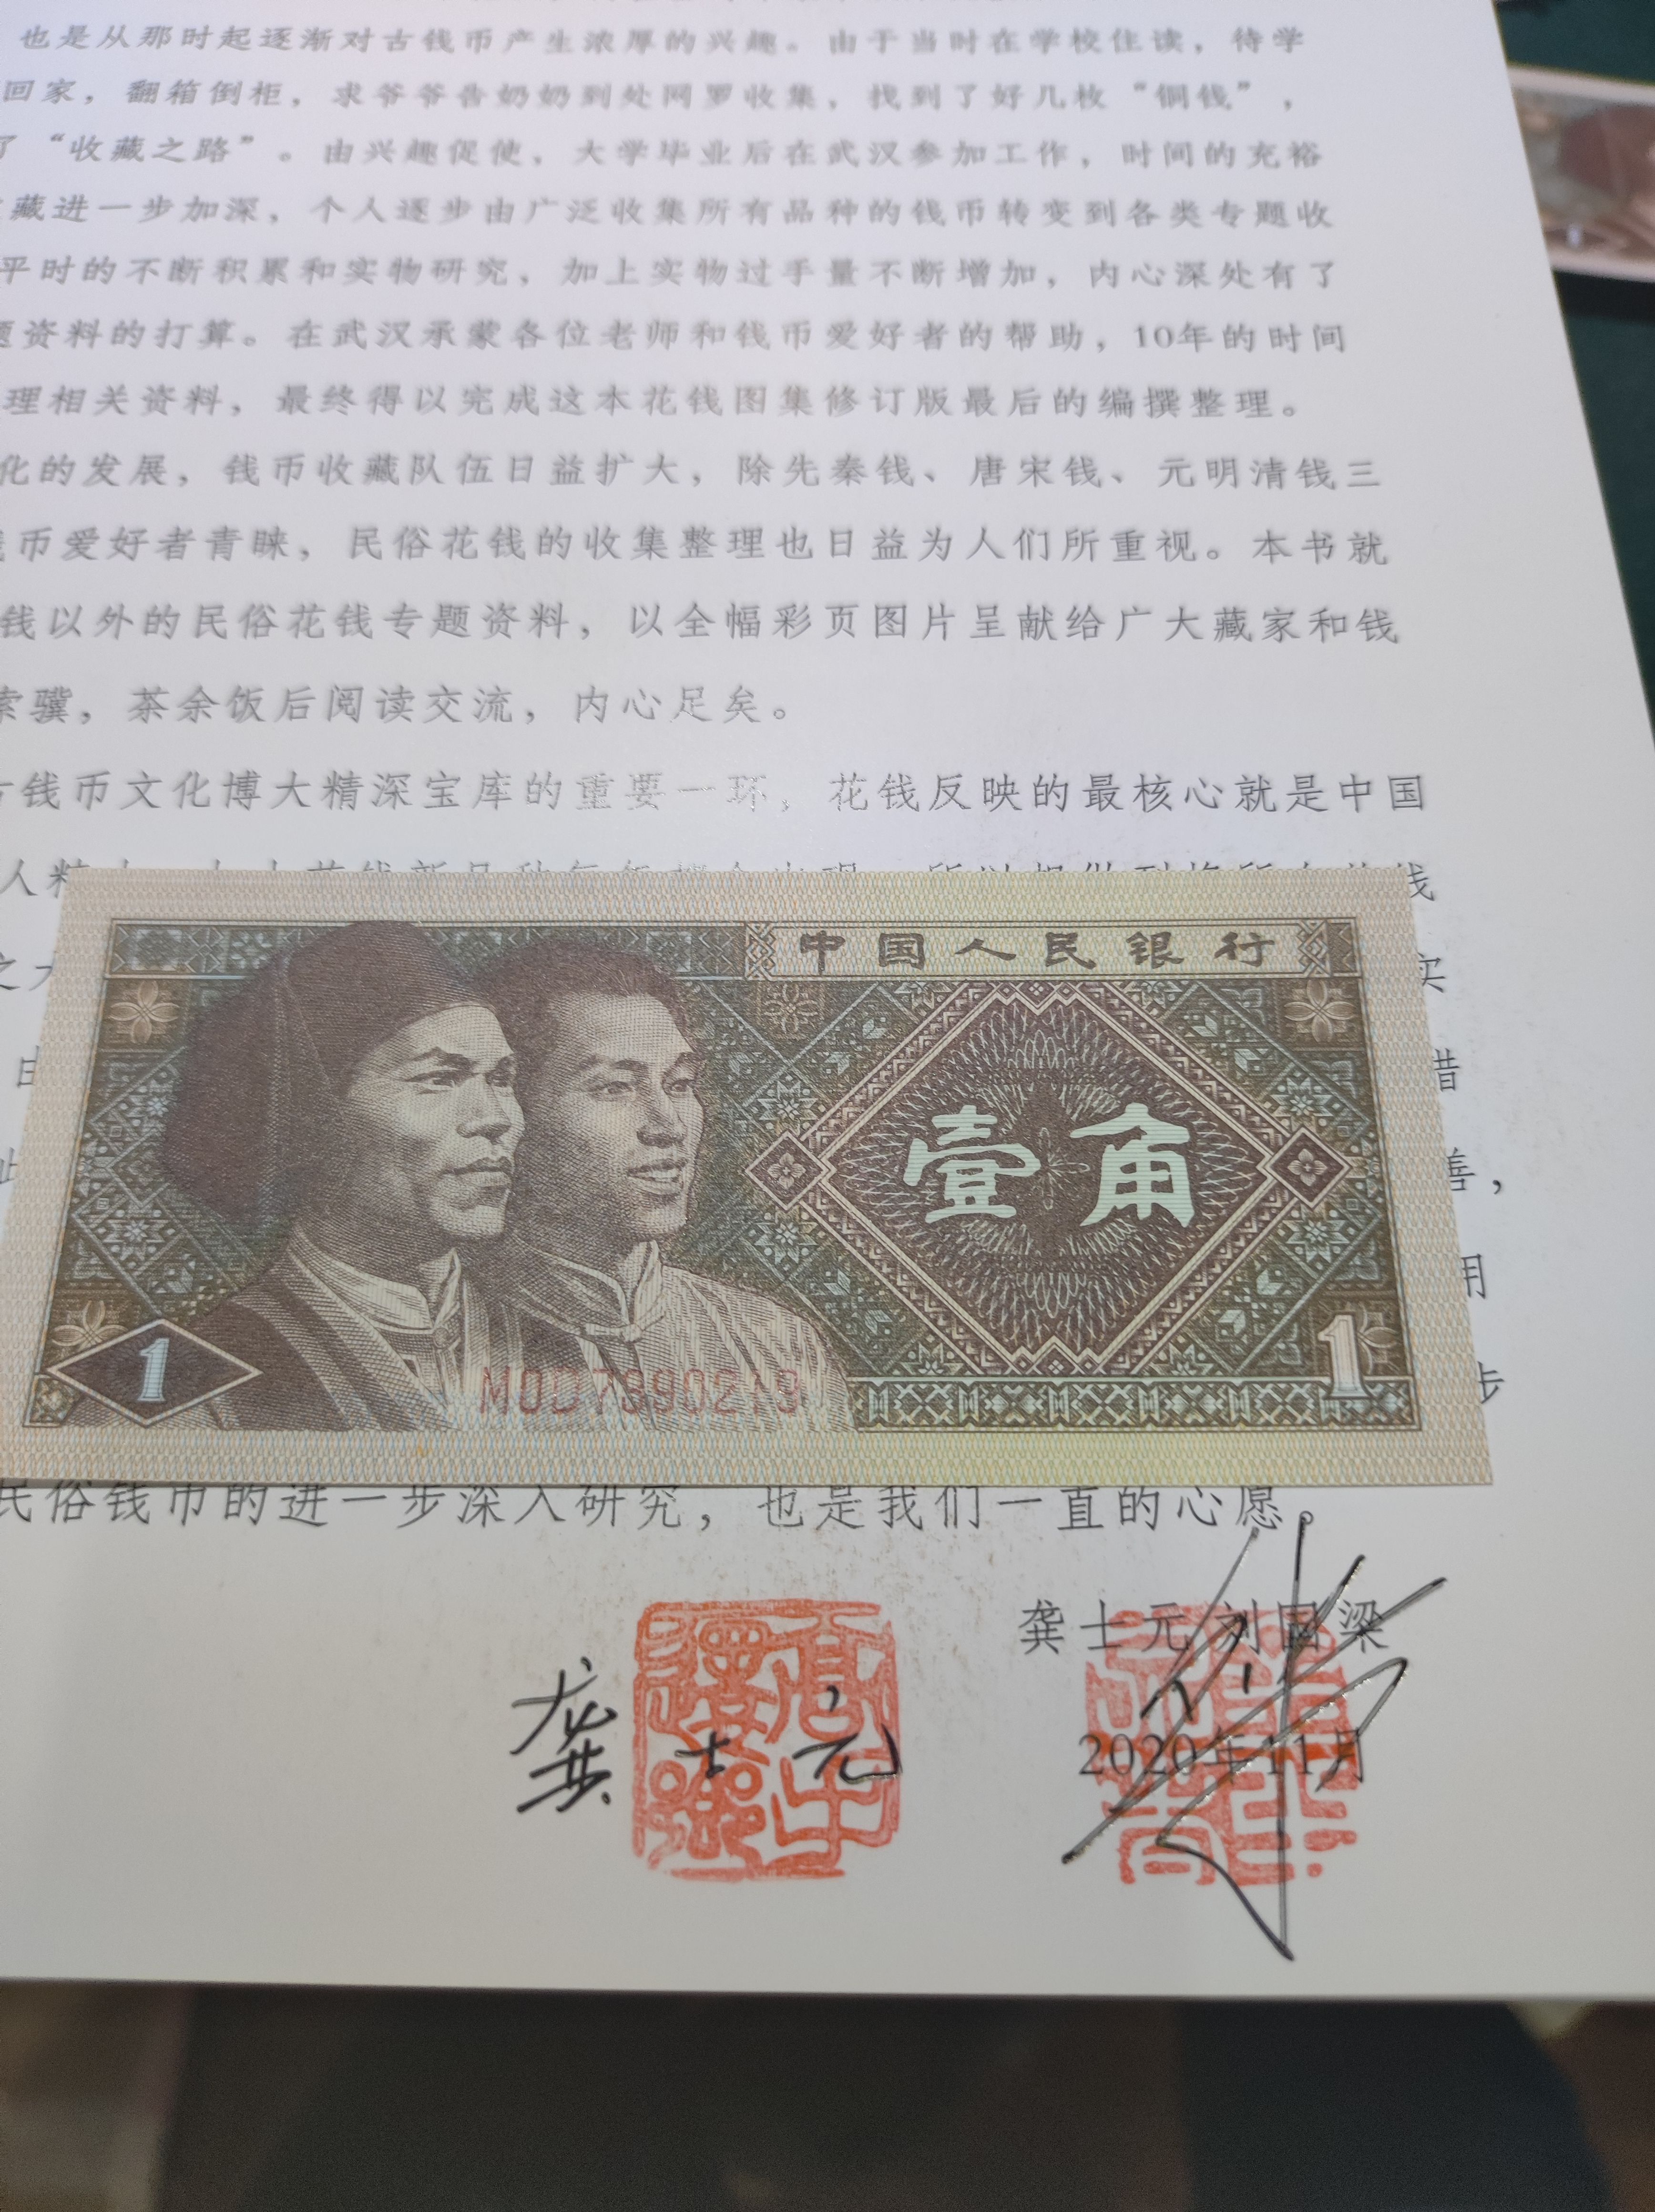 也是从那时起逐渐对古钱币产生浓厚的兴趣。由于当时在学校住读，待学
回家，翻箱倒柜，求爷爷告奶奶到处网罗收集，找到了好几枚“铜钱”，
了“收藏之路”。由兴趣促使，大学毕业后在武汉参加工作，时间的充裕
藏进一步加深，个人逐步由广泛收集所有品种的钱币转变到各类专题收
平时的不断积累和实物研究，加上实物过手量不断增加，内心深处有了
题资料的打算。在武汉承蒙各位老师和钱币爱好者的帮助，10年的时间
理相关资料，最终得以完成这本花钱图集修订版最后的编撰整理。
化的发展，钱币收藏队伍日益扩大，除先秦钱、唐宋钱、元明清钱三
钱币爱好者青睐，民俗花钱的收集整理也日益为人们所重视。本书就
钱以外的民俗花钱专题资料，以全幅彩页图片呈献给广大藏家和钱
索骥，茶余饭后阅读交流，内心足矣。
古钱币文化博大精深宝库的重要一环，花钱反映的最核心就是中国
中国人民银行
壹角
1
1
民俗钱币的进一步深入研究，也是我们一直的心愿。
龚士元 刘国梁
2020年11月
龚士元